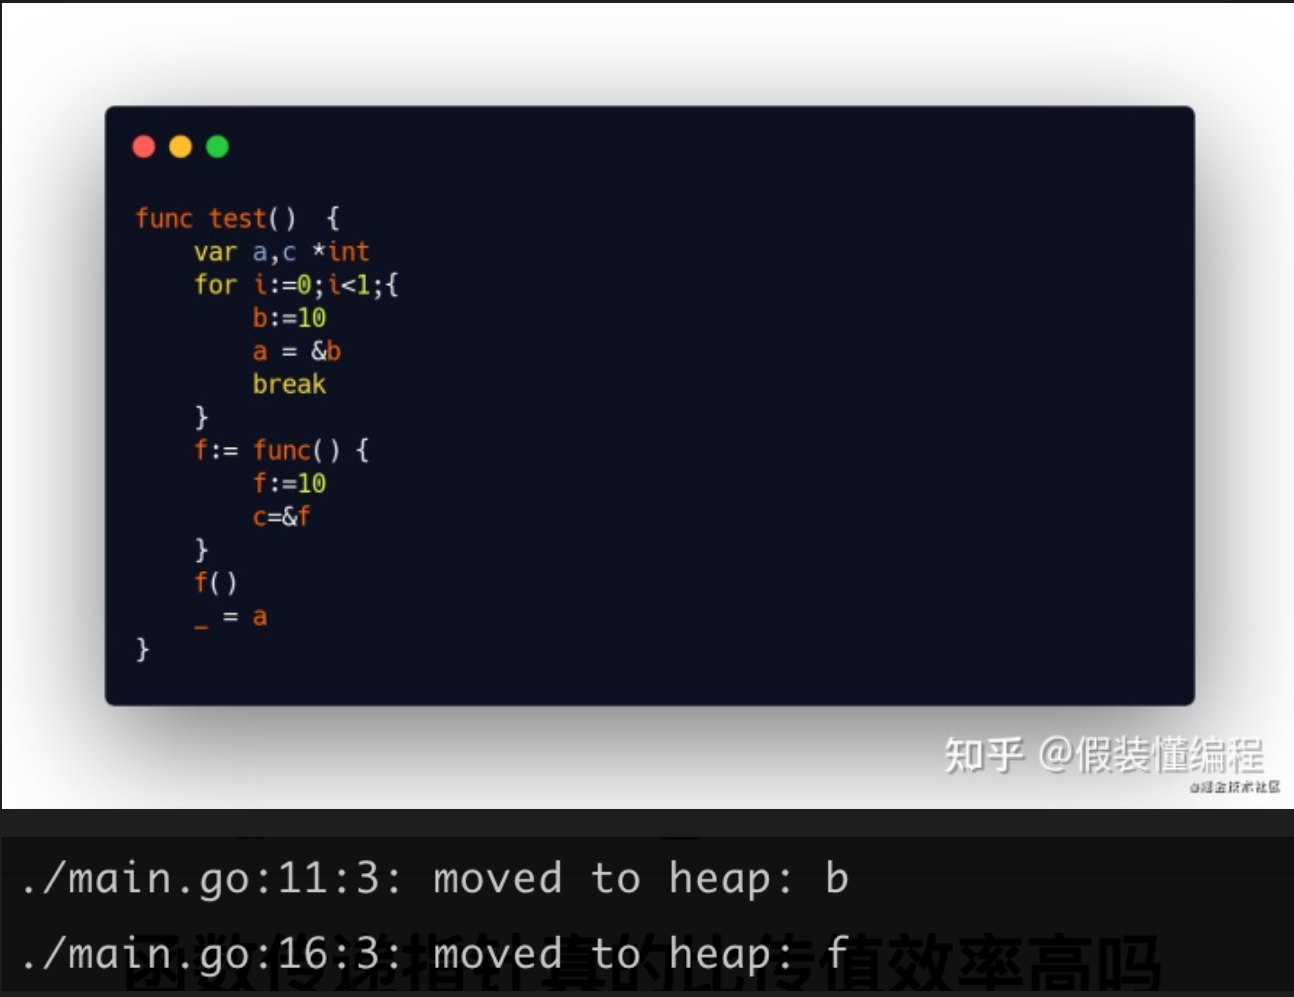 func test()  {
    var a,c *int
    for i:=0;i<1;{
        b:=10
        a = &b
        break
    }
    f:= func() {
        f:=10
        c=&f
    }
    f()
    _ = a
}
知乎 @假装懂编程
@掘金技术社区
./main.go:11:3: moved to heap: b
./main.go:16:3: moved to heap: f
函数传递指针真的比传值效率高吗